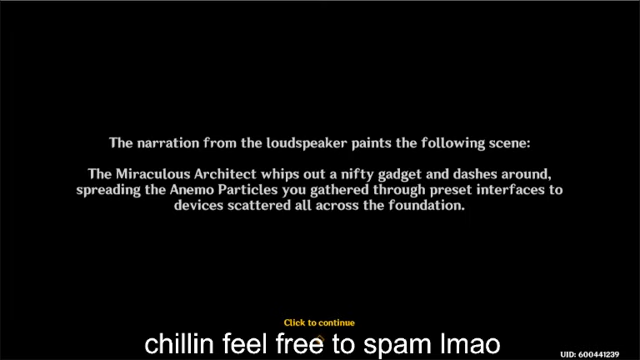 The narration from the loudspeaker paints the following scene:
The Miraculous Architect whips out a nifty gadget and dashes around,
spreading the Anemo Particles you gathered through preset interfaces to
devices scattered all across the foundation.
Click to continue
chillin feel free to spam lmao
UID: 600441239